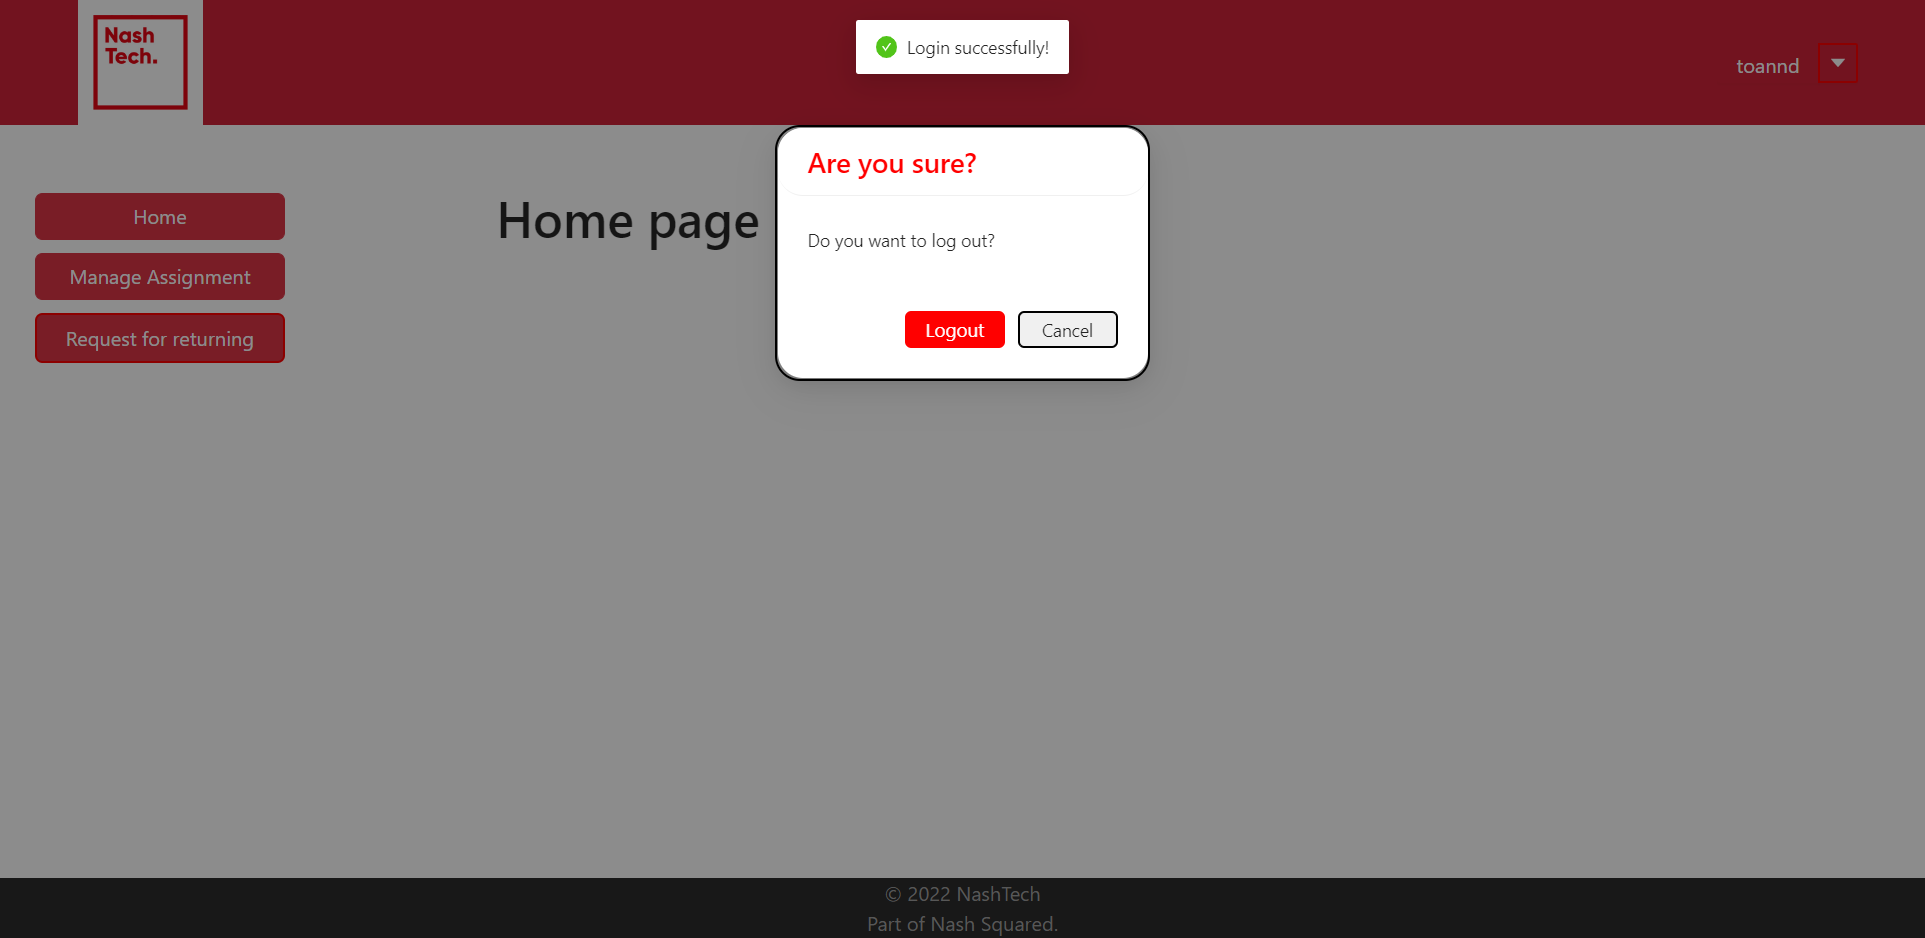 Nash
Tech.
Login successfully!
toannd
Are you sure?
Do you want to log out?
Logout
Cancel
Home
Manage Assignment
Request for returning
Home page
© 2022 NashTech
Part of Nash Squared.